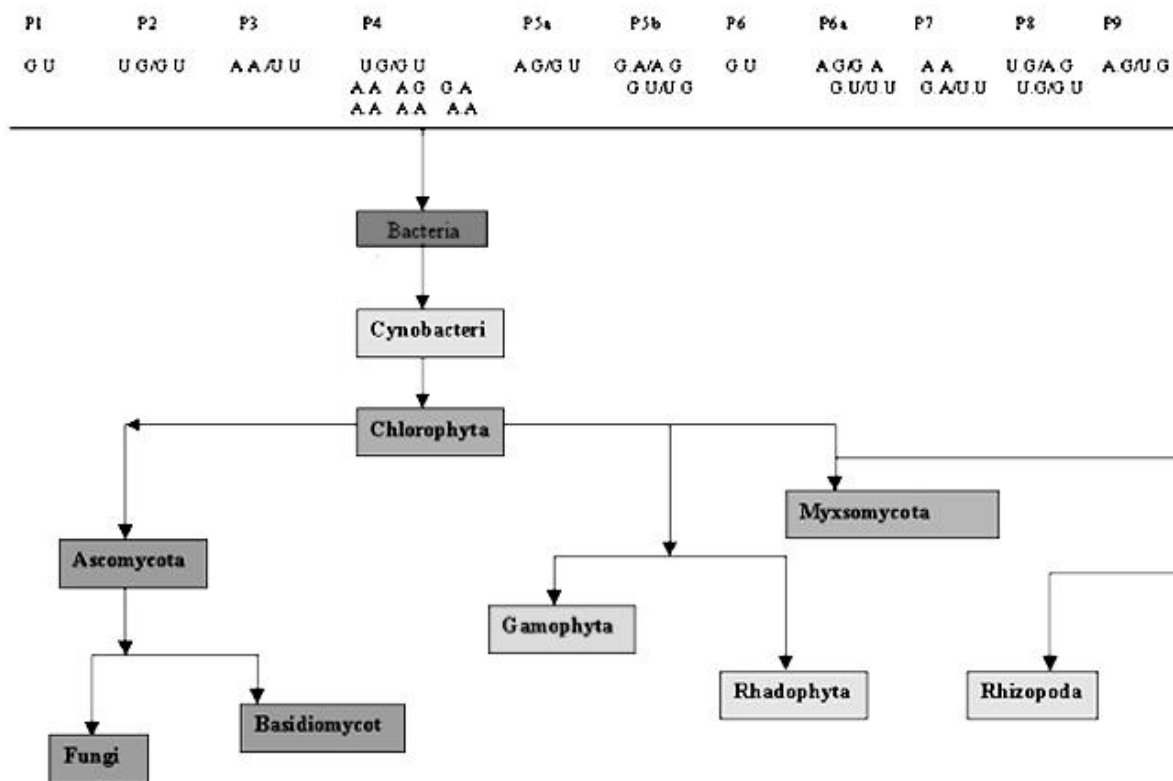 P1 P2 P3 P4 P5a P5b P6 P6a P7 P8 P9
G U U G/G U A A/U U U G/G U A G/G U G.A/A G G U A G/G A A A U G/A G A.G/U.G
A A A G G A G U/U G G.U/U.U G.A/U.U U.G/G U
A A A A A.A
Bacteria
Cynobacteri
Chlorophyta
Myxsomycota
Ascomycota
Gamophyta
Rhadophyta
Rhizopoda
Basidiomycot
Fungi